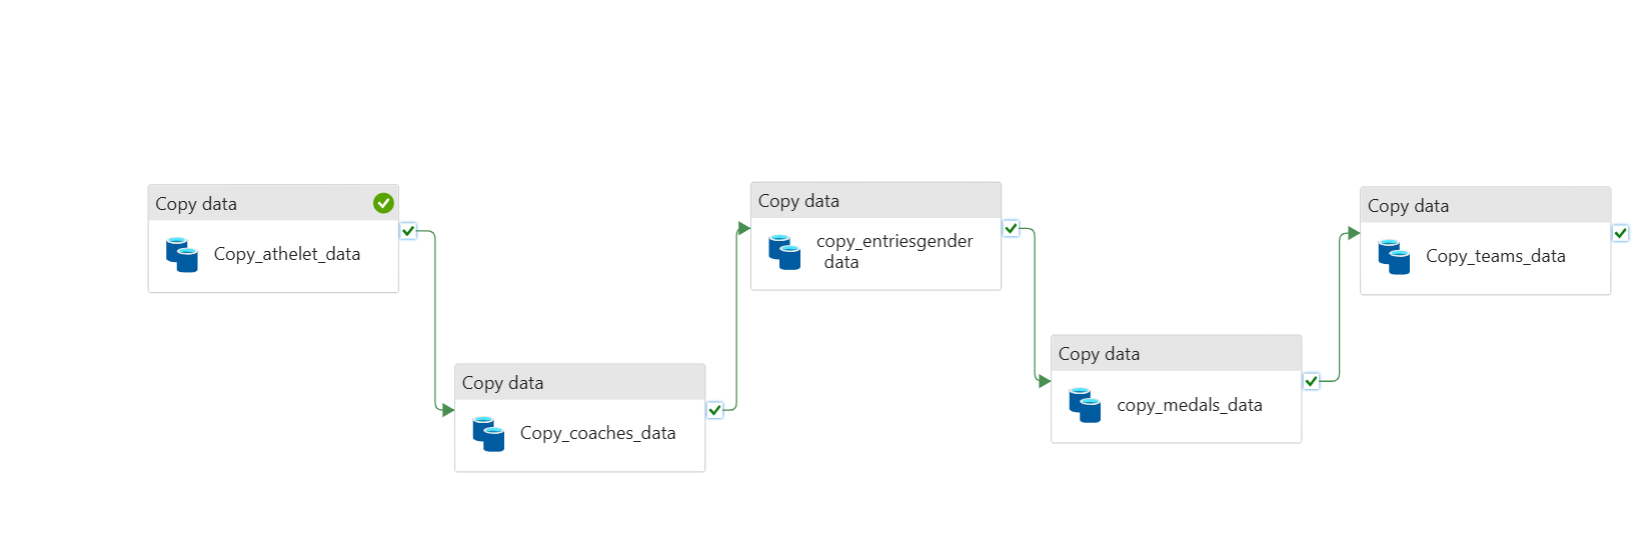 Copy data
Copy_athelet_data
Copy data
Copy_coaches_data
Copy data
copy_entriesgender
data
Copy data
copy_medals_data
Copy data
Copy_teams_data